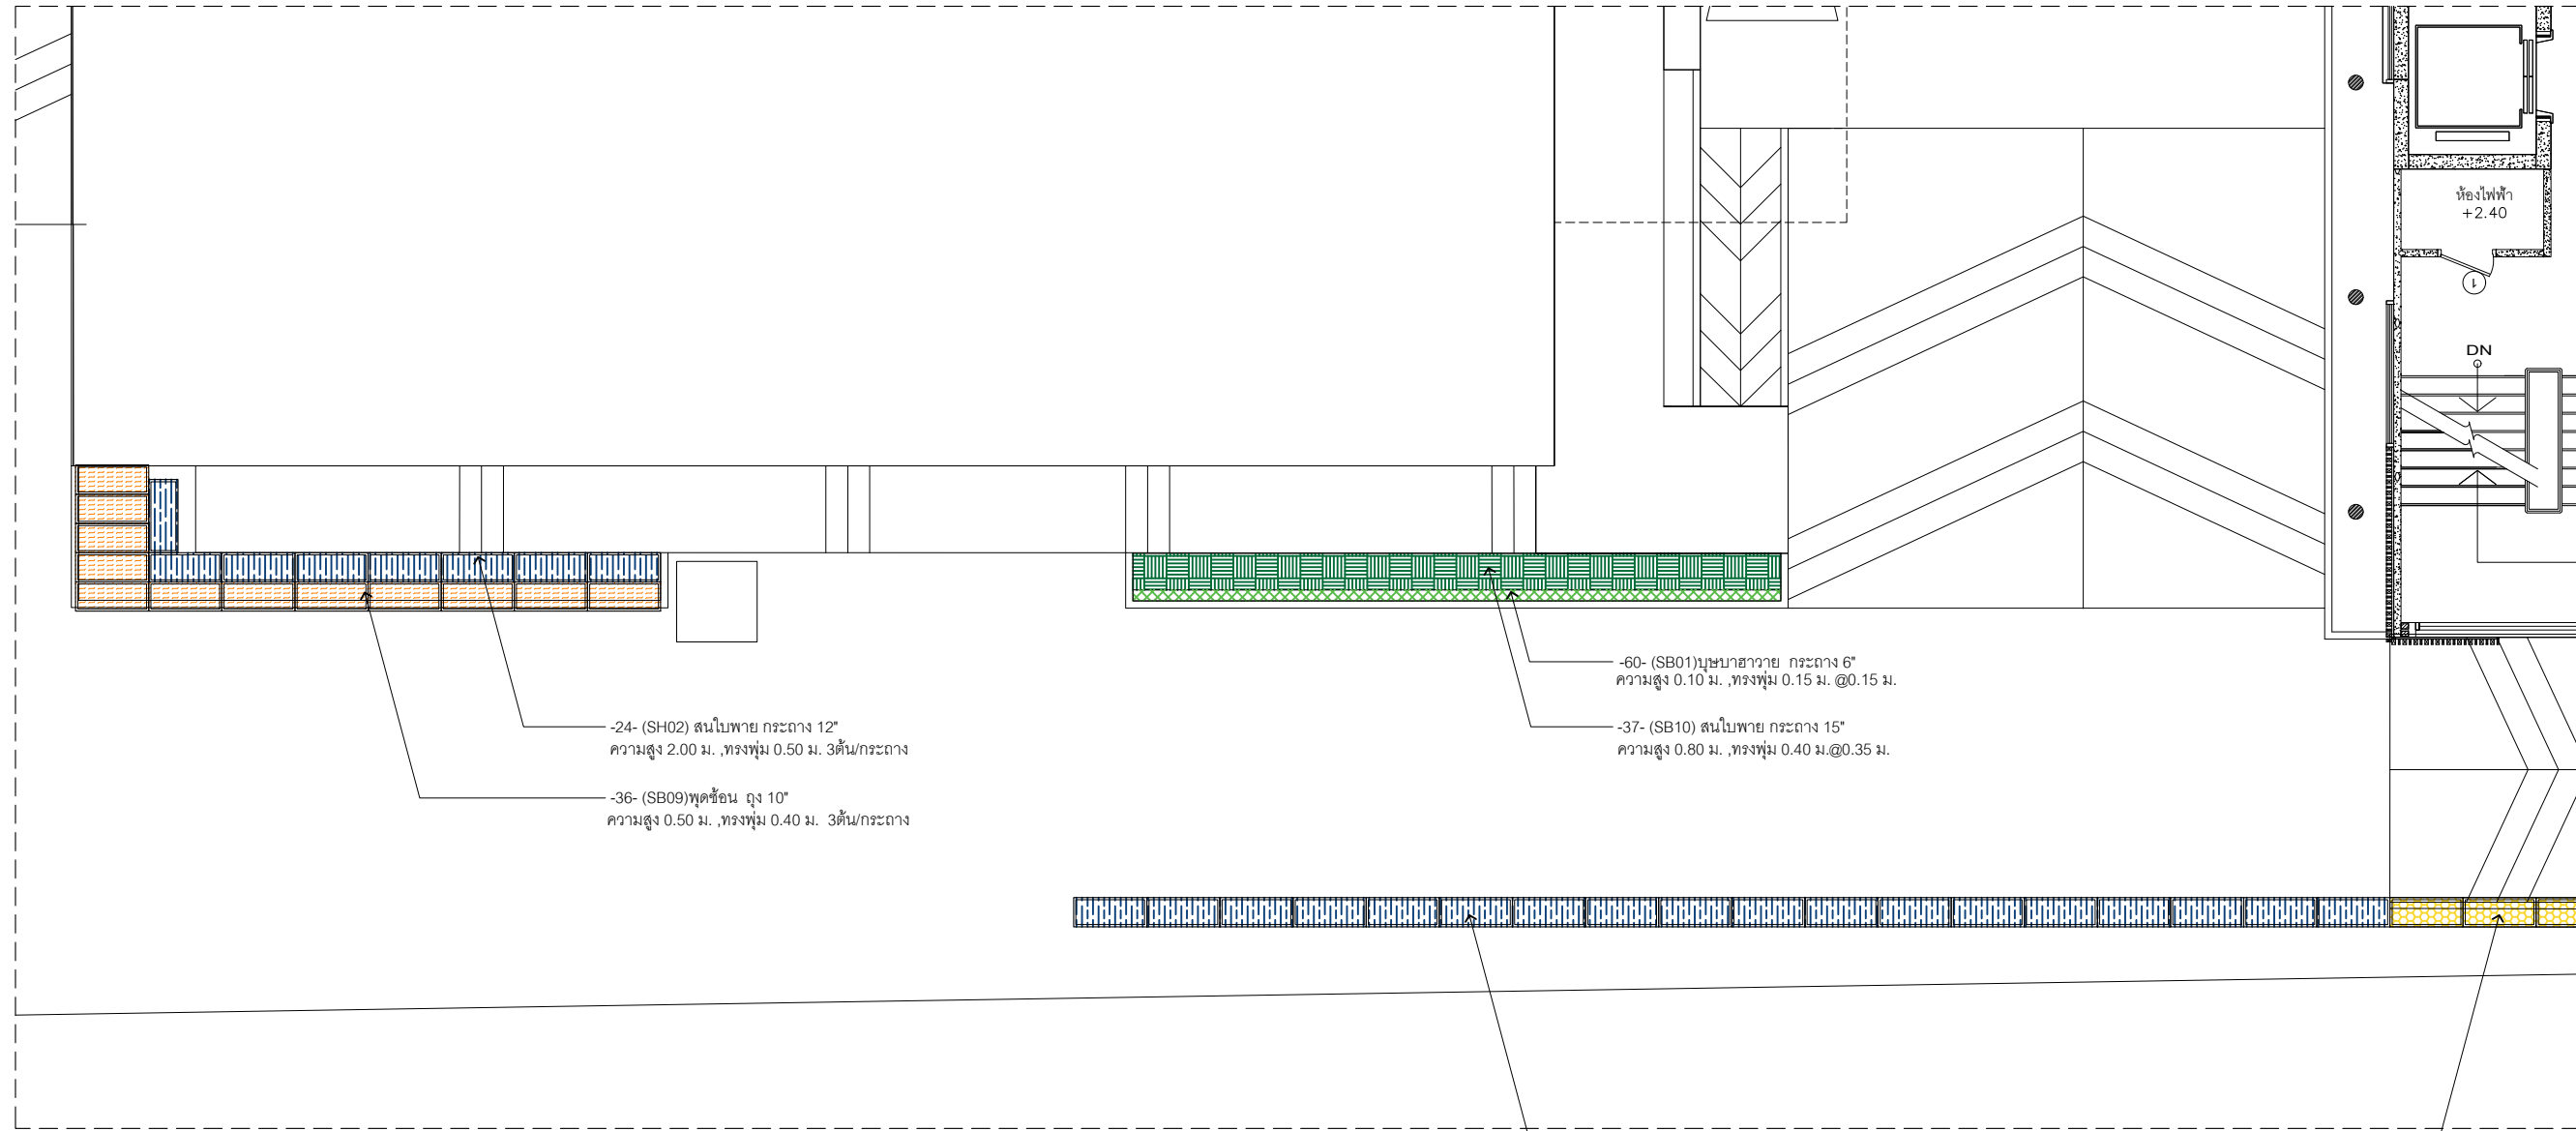 ห้องไฟฟ้า
+2.40
1
DN
-60- (SB01)บุษบาฮาวาย กระถาง 6"
ความสูง 0.10 ม. ,ทรงพุ่ม 0.15 ม. @0.15 ม.
-24- (SH02) สนใบพาย กระถาง 12"
ความสูง 2.00 ม. ,ทรงพุ่ม 0.50 ม. 3ต้น/กระถาง
-37- (SB10) สนใบพาย กระถาง 15"
ความสูง 0.80 ม. ,ทรงพุ่ม 0.40 ม.@0.35 ม.
-36- (SB09)พุดซ้อน ถุง 10"
ความสูง 0.50 ม. ,ทรงพุ่ม 0.40 ม. 3ต้น/กระถาง